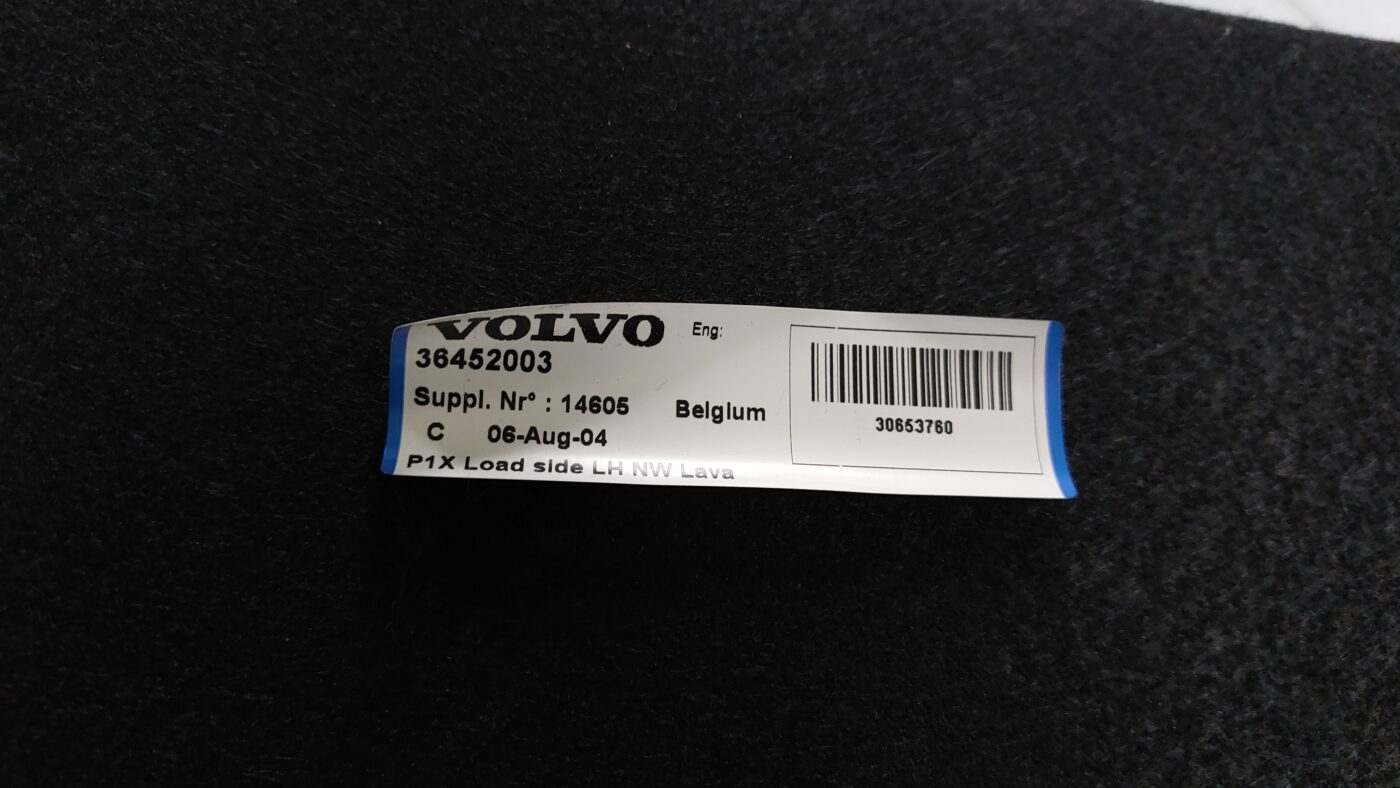 VOLVO Eng:
36452003
Suppl. Nr° : 14605 Belgium
C 06-Aug-04
P1X Load side LH NW Lava
30653760